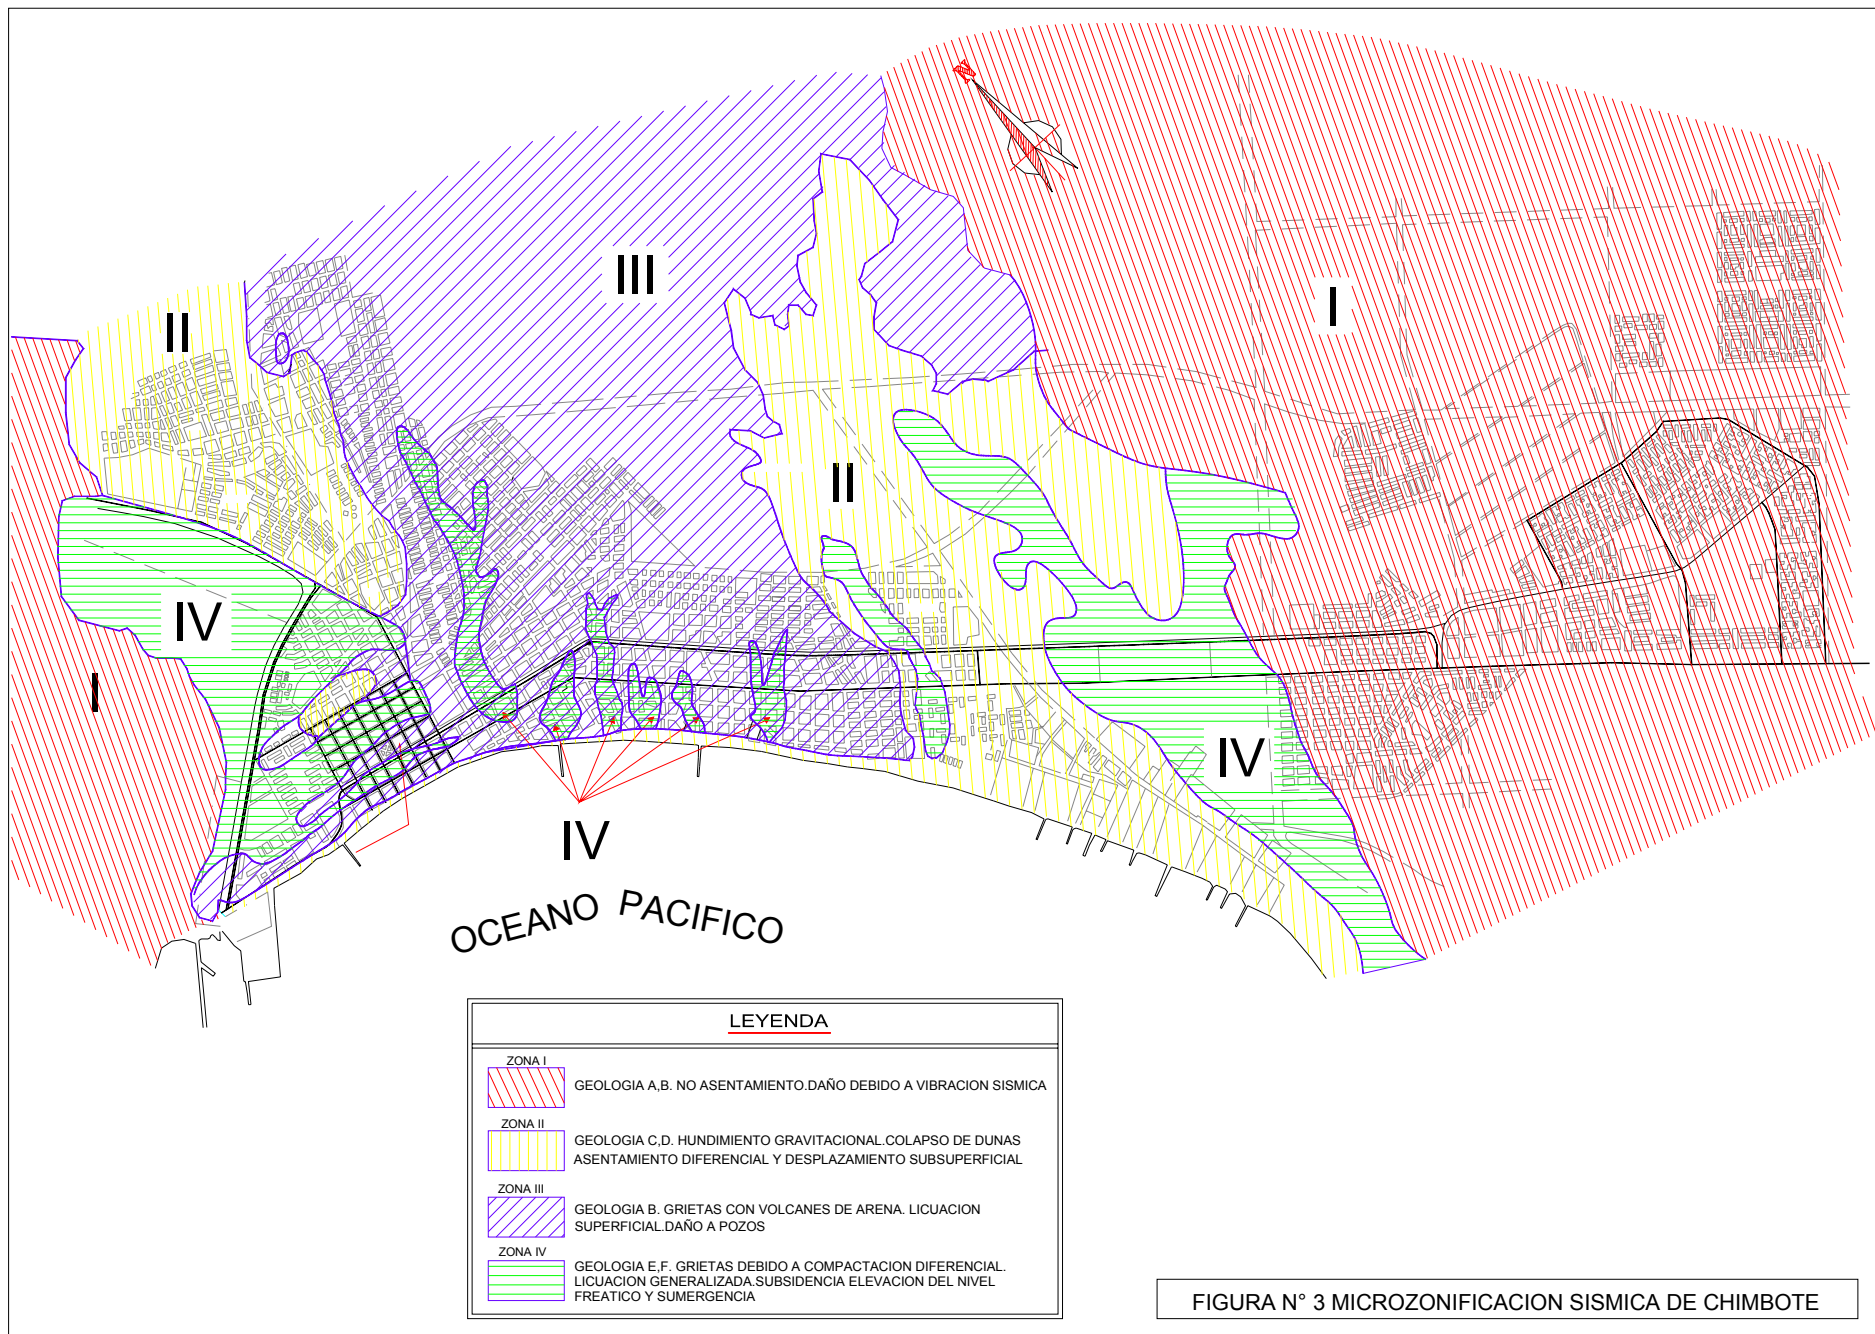 N
III
II
I
II
IV
I
IV
IV
OCEANO PACIFICO
LEYENDA
ZONA I
GEOLOGIA A,B. NO ASENTAMIENTO.DAÑO DEBIDO A VIBRACION SISMICA
ZONA II
GEOLOGIA C,D. HUNDIMIENTO GRAVITACIONAL.COLAPSO DE DUNAS
ASENTAMIENTO DIFERENCIAL Y DESPLAZAMIENTO SUBSUPERFICIAL
ZONA III
GEOLOGIA B. GRIETAS CON VOLCANES DE ARENA. LICUACION
SUPERFICIAL.DAÑO A POZOS
ZONA IV
GEOLOGIA E,F. GRIETAS DEBIDO A COMPACTACION DIFERENCIAL.
LICUACION GENERALIZADA.SUBSIDENCIA ELEVACION DEL NIVEL
FREATICO Y SUMERGENCIA
FIGURA N° 3 MICROZONIFICACION SISMICA DE CHIMBOTE